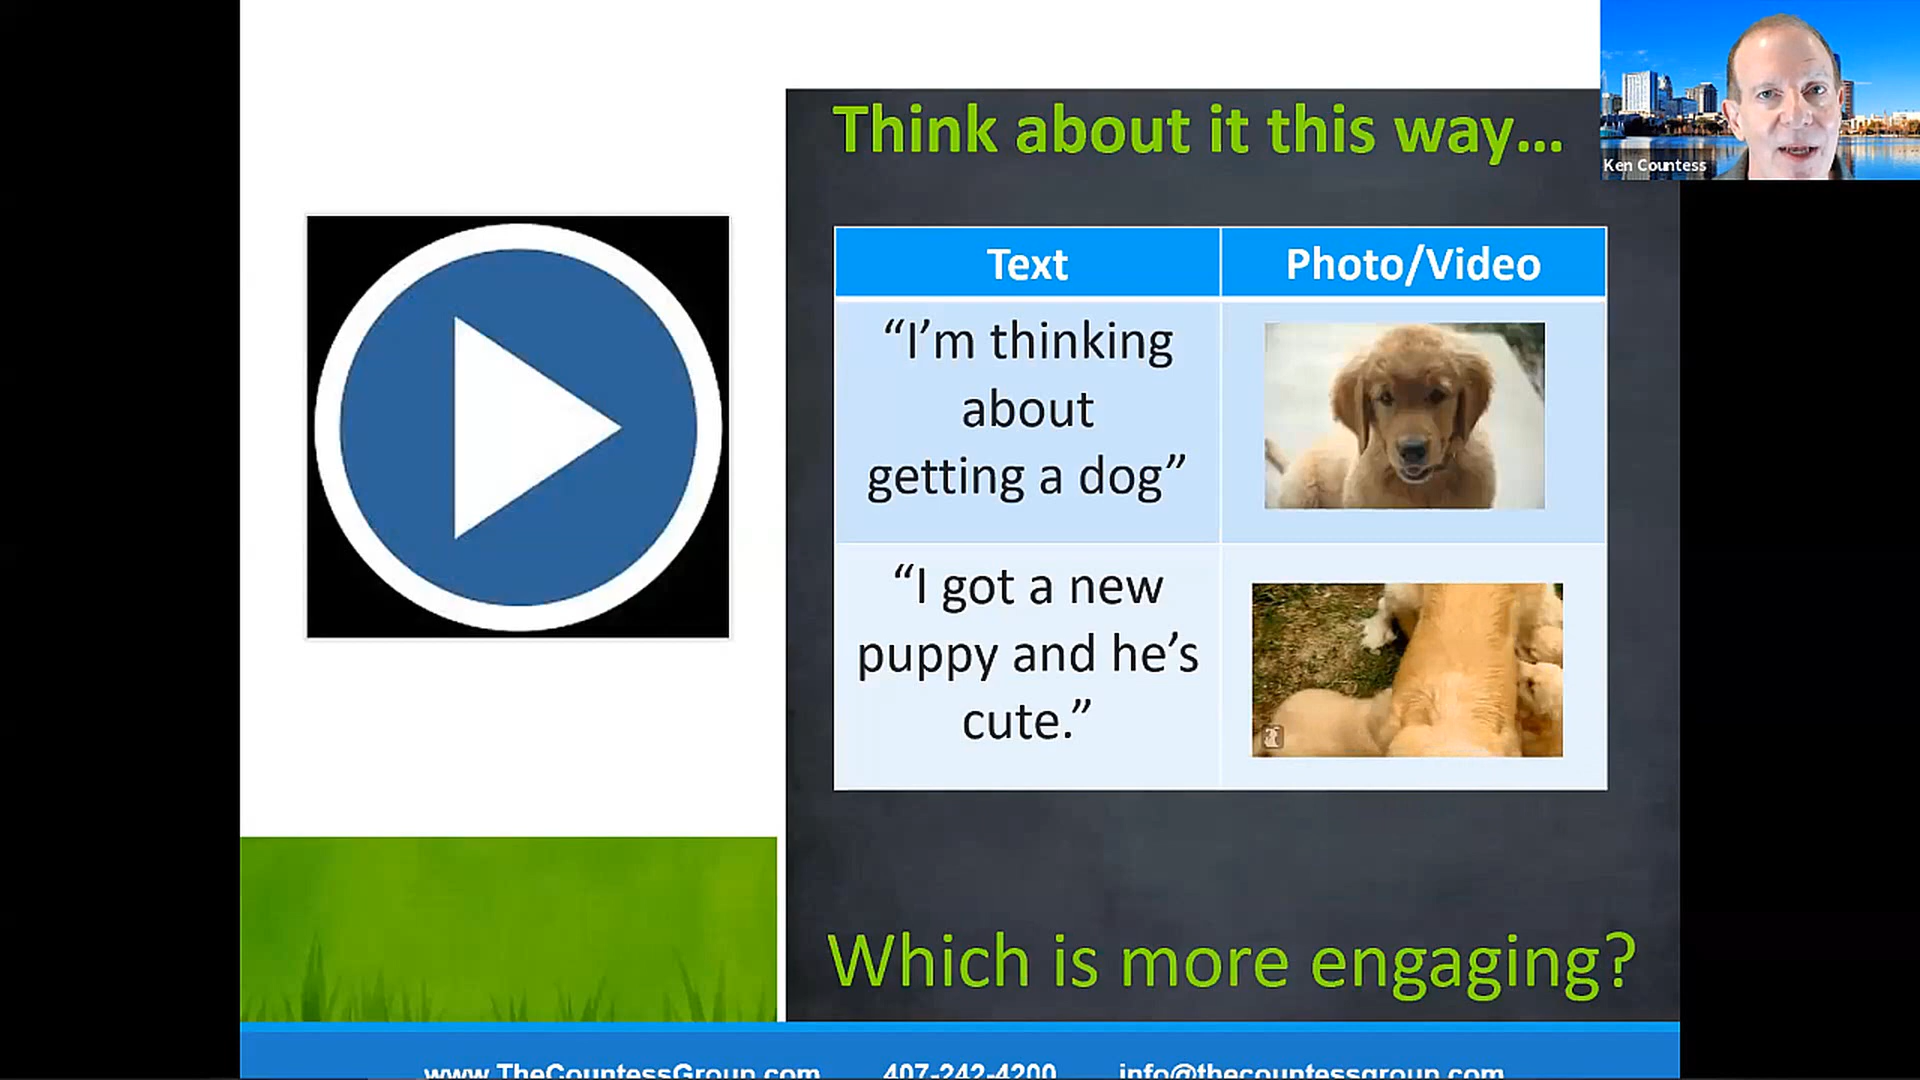 Think about it this way...
Ken Countess
Text Photo/Video
“I’m thinking
about
getting a dog”
“I got a new
puppy and he’s
cute.”
Which is more engaging?
www.TheCountessGroup.com 407-242-4200 info@thecountessgroup.com